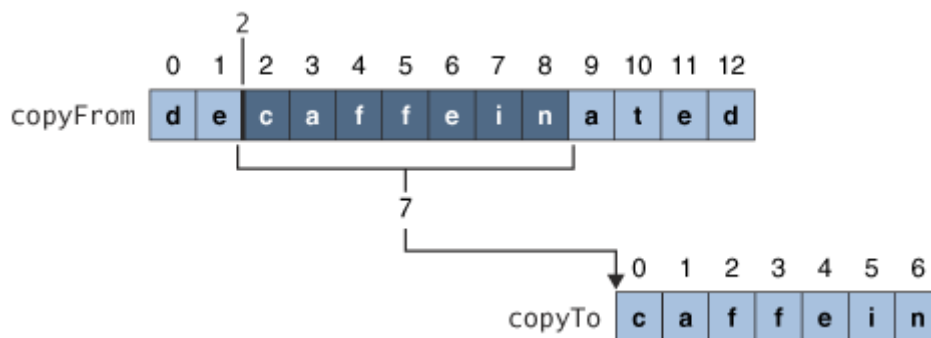 2
0 1 2 3 4 5 6 7 8 9 10 11 12
copyFrom d e c a f f e i n a t e d
7
0 1 2 3 4 5 6
copyTo c a f f e i n